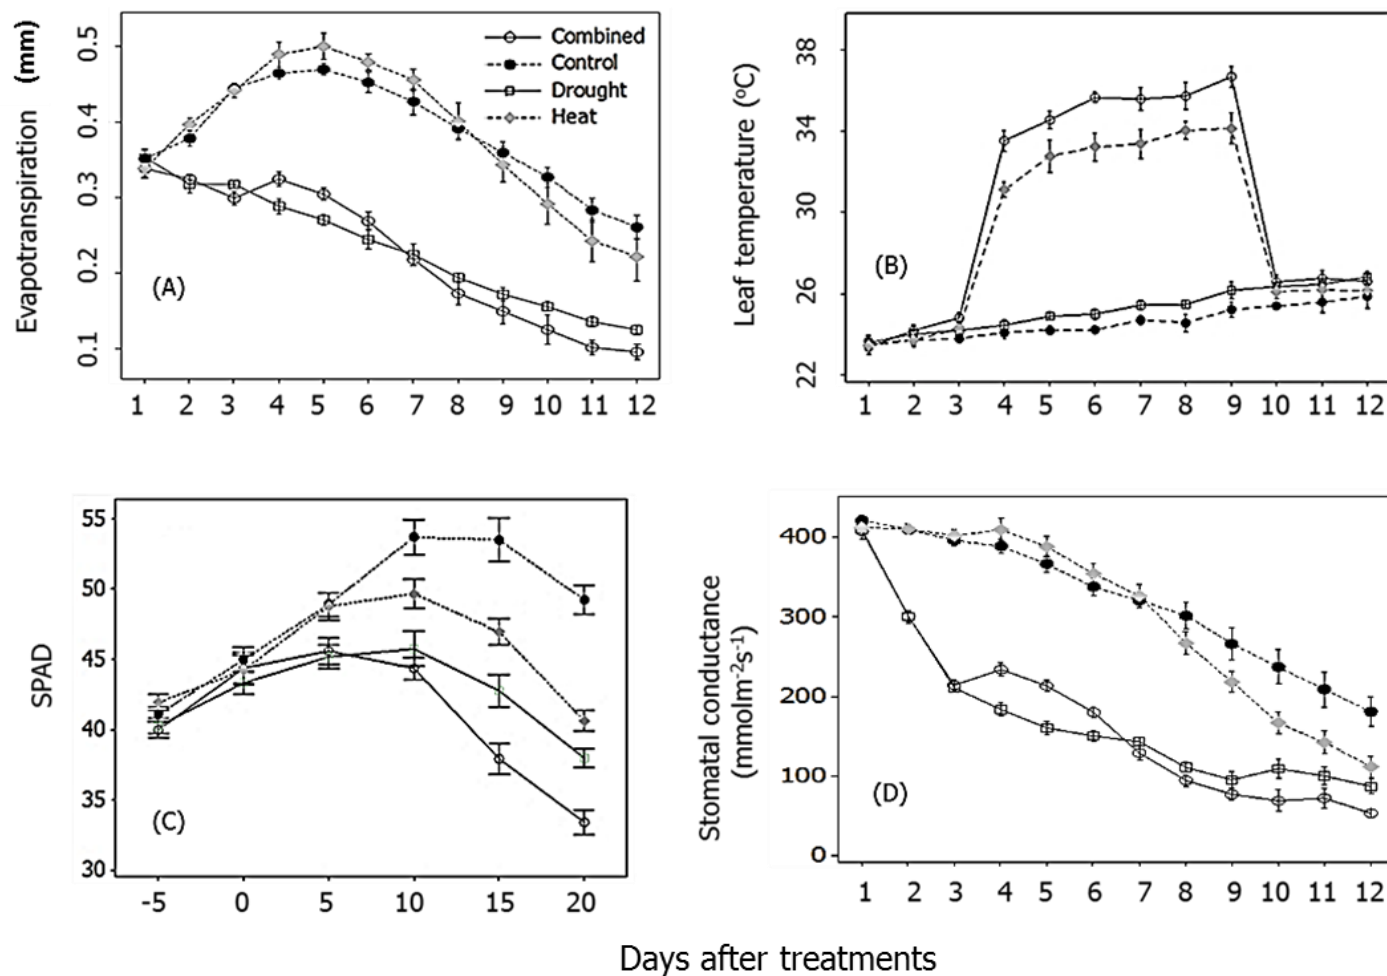 Evapotranspiration (mm)
0.5
0.4
0.3
0.2
0.1
Combined
Control
Drought
Heat
(A)
1 2 3 4 5 6 7 8 9 10 11 12
Leaf temperature (ºC)
38
34
30
26
22
(B)
1 2 3 4 5 6 7 8 9 10 11 12
SPAD
55
50
45
40
35
30
(C)
-5 0 5 10 15 20
Stomatal conductance
(mmolm⁻²s⁻¹)
400
300
200
100
0
(D)
1 2 3 4 5 6 7 8 9 10 11 12
Days after treatments